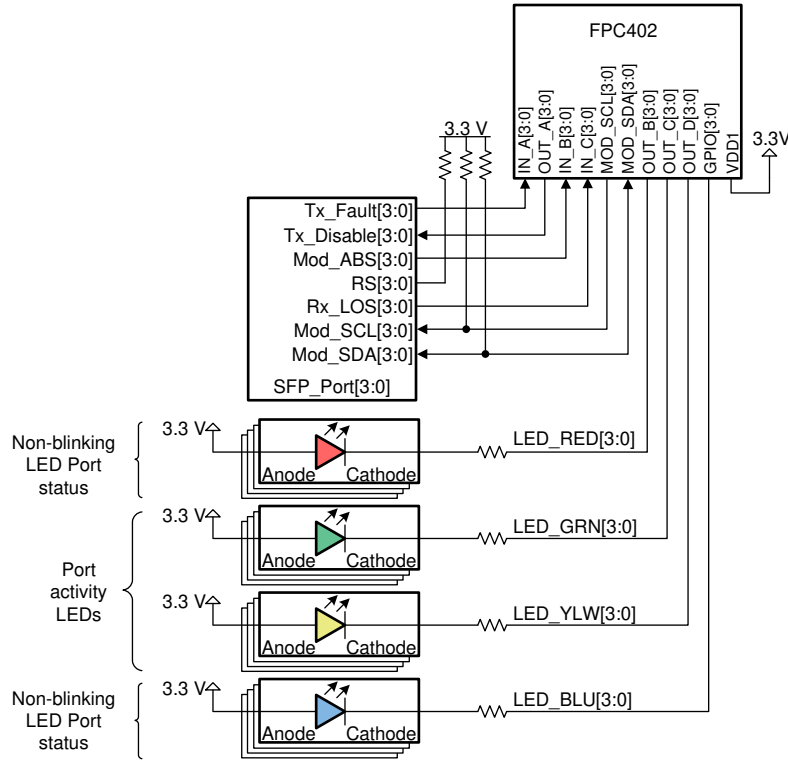 FPC402
IN_A[3:0]
OUT_A[3:0]
IN_B[3:0]
IN_C[3:0]
MOD_SCL[3:0]
MOD_SDA[3:0]
OUT_B[3:0]
OUT_C[3:0]
OUT_D[3:0]
GPIO[3:0]
VDD1
3.3 V
3.3V
Tx_Fault[3:0]
Tx_Disable[3:0]
Mod_ABS[3:0]
RS[3:0]
Rx_LOS[3:0]
Mod_SCL[3:0]
Mod_SDA[3:0]
SFP_Port[3:0]
Non-blinking
LED Port
status
3.3 V
Anode Cathode
LED_RED[3:0]
Port
activity
LEDs
3.3 V
Anode Cathode
LED_GRN[3:0]
3.3 V
Anode Cathode
LED_YLW[3:0]
Non-blinking
LED Port
status
3.3 V
Anode Cathode
LED_BLU[3:0]